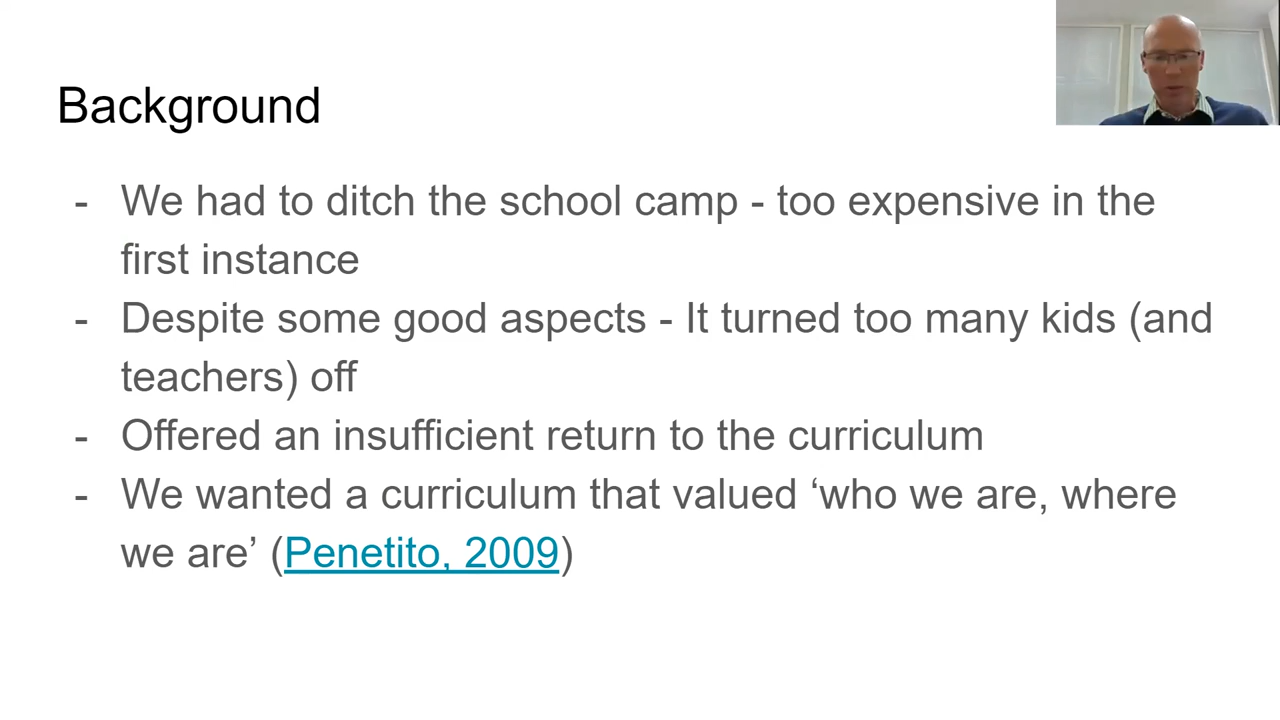 Background
- We had to ditch the school camp - too expensive in the
first instance
- Despite some good aspects - It turned too many kids (and
teachers) off
- Offered an insufficient return to the curriculum
- We wanted a curriculum that valued ‘who we are, where
we are’ (Penetito, 2009)